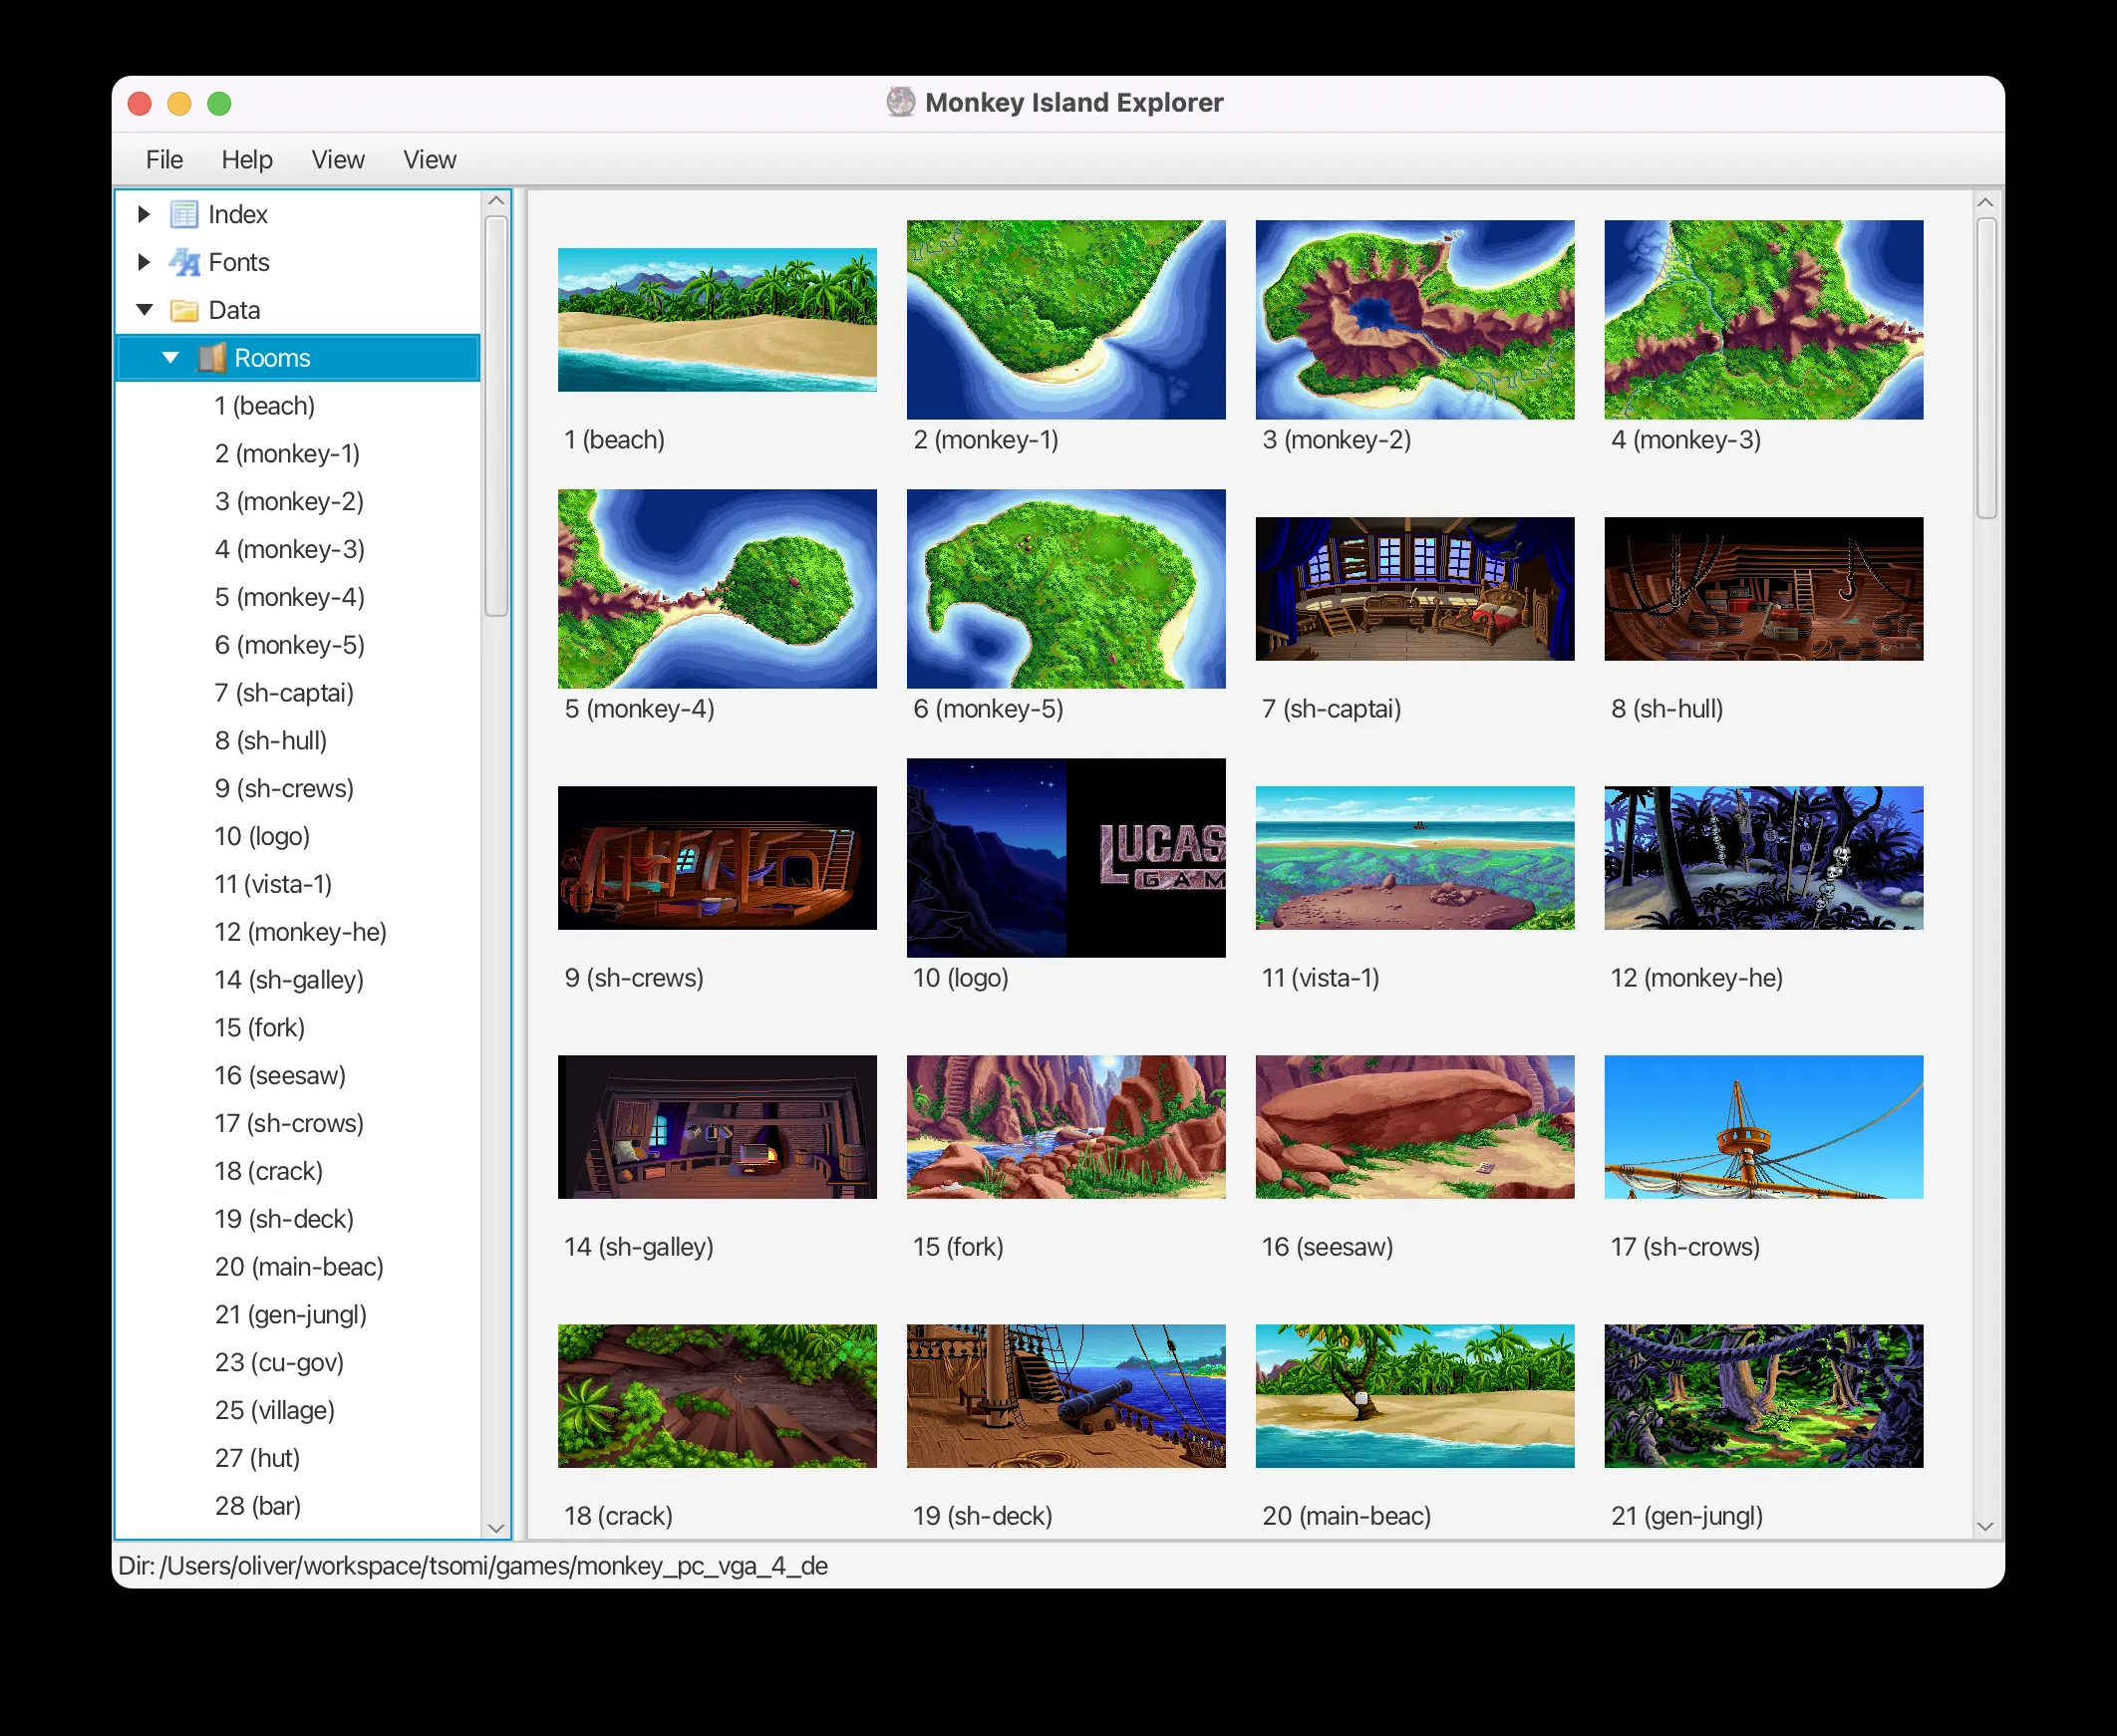 Monkey Island Explorer
File Help View View
Index
Fonts
Data
Rooms
1 (beach)
2 (monkey-1)
3 (monkey-2)
4 (monkey-3)
5 (monkey-4)
6 (monkey-5)
7 (sh-captai)
8 (sh-hull)
9 (sh-crews)
10 (logo)
11 (vista-1)
12 (monkey-he)
14 (sh-galley)
15 (fork)
16 (seesaw)
17 (sh-crows)
18 (crack)
19 (sh-deck)
20 (main-beac)
21 (gen-jungl)
23 (cu-gov)
25 (village)
27 (hut)
28 (bar)
1 (beach) 2 (monkey-1) 3 (monkey-2) 4 (monkey-3)
5 (monkey-4) 6 (monkey-5) 7 (sh-captai) 8 (sh-hull)
LUCAS
GAM
9 (sh-crews) 10 (logo) 11 (vista-1) 12 (monkey-he)
14 (sh-galley) 15 (fork) 16 (seesaw) 17 (sh-crows)
18 (crack) 19 (sh-deck) 20 (main-beac) 21 (gen-jungl)
Dir: /Users/oliver/workspace/tsomi/games/monkey_pc_vga_4_de